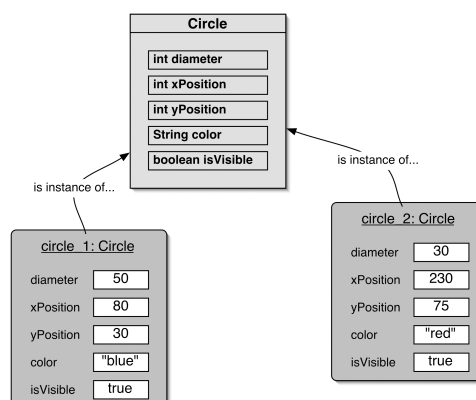 Circle
int diameter
int xPosition
int yPosition
String color
boolean isVisible
is instance of...
is instance of...
circle_1: Circle
diameter 50
xPosition 80
yPosition 30
color "blue"
isVisible true
circle_2: Circle
diameter 30
xPosition 230
yPosition 75
color "red"
isVisible true